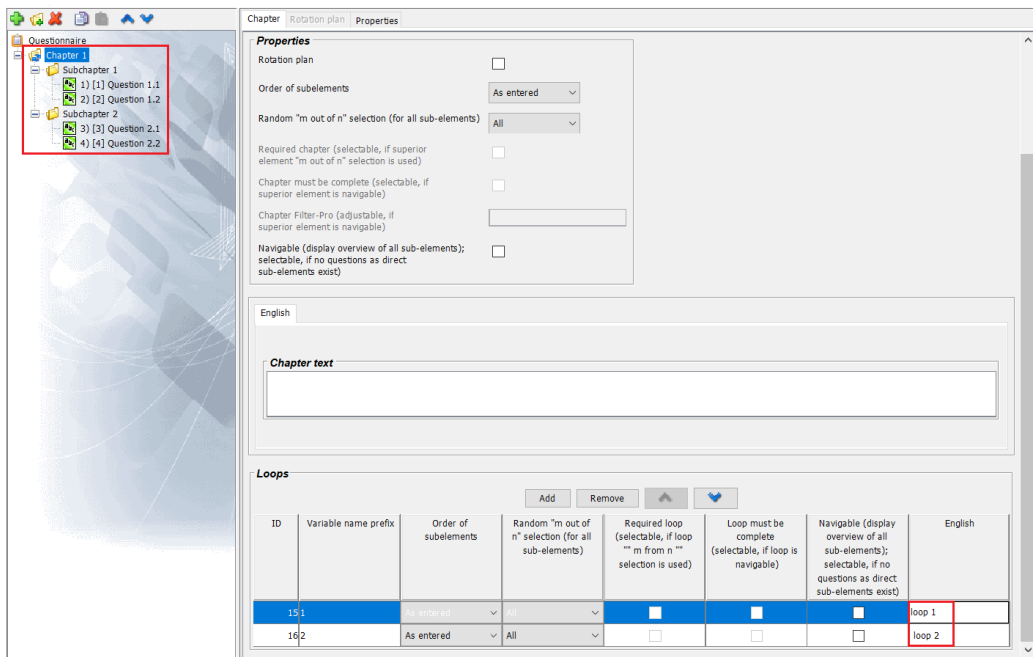 Questionnaire
Chapter 1
Subchapter 1
1) [1] Question 1.1
2) [2] Question 1.2
Subchapter 2
3) [3] Question 2.1
4) [4] Question 2.2
Chapter Rotation plan Properties
Properties
Rotation plan
Order of subelements As entered
Random "m out of n" selection (for all sub-elements) All
Required chapter (selectable, if superior
element "m out of n" selection is used)
Chapter must be complete (selectable, if
superior element is navigable)
Chapter Filter-Pro (adjustable, if
superior element is navigable)
Navigable (display overview of all sub-elements);
selectable, if no questions as direct
sub-elements exist)
English
Chapter text
Loops
Add Remove
ID
Variable name prefix
Order of
subelements
Random "m out of
n" selection (for all
sub-elements)
Required loop
(selectable, if loop
"" m from n ""
selection is used)
Loop must be
complete
(selectable, if loop is
navigable)
Navigable (display
overview of all
sub-elements);
selectable, if no
questions as direct
sub-elements exist)
English
15 1 As entered All loop 1
16 2 As entered All loop 2